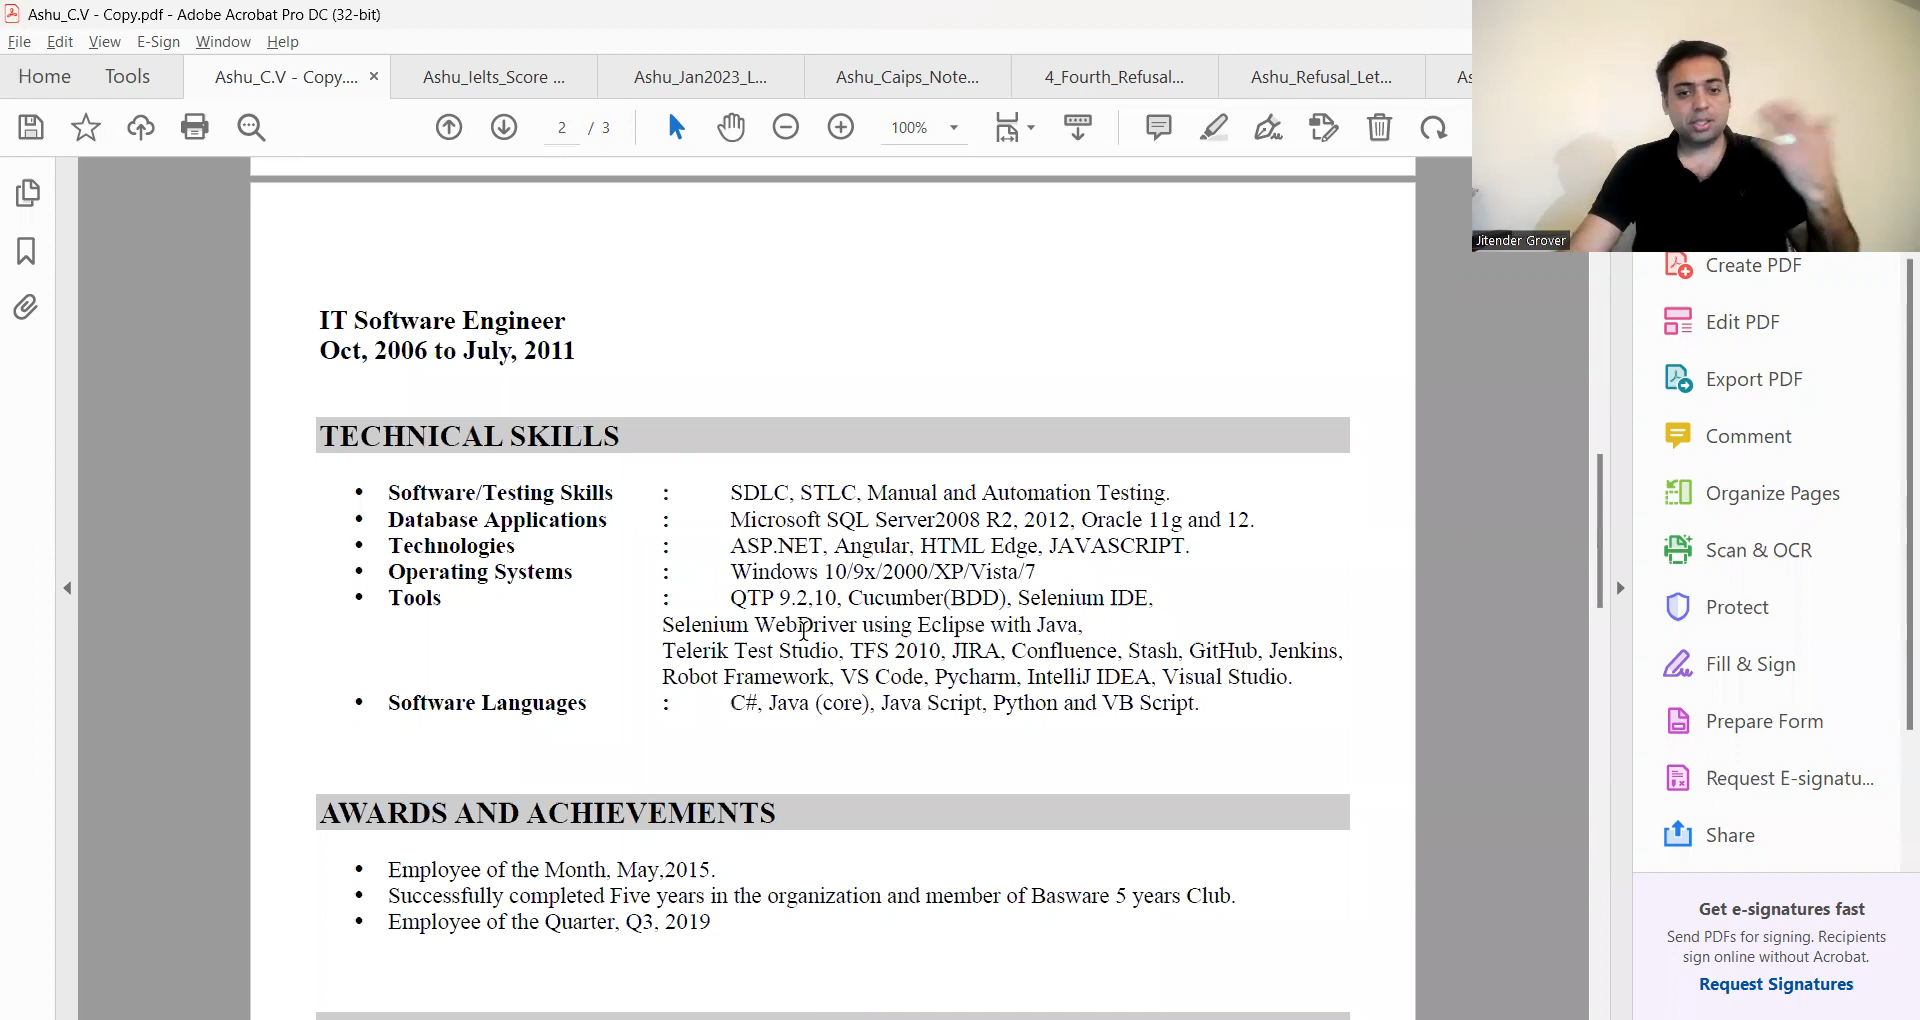 Ashu_C.V - Copy.pdf - Adobe Acrobat Pro DC (32-bit)
File Edit View E-Sign Window Help
Home Tools Ashu_C.V - Copy.... × Ashu_Ielts_Score ... Ashu_Jan2023_L... Ashu_Caips_Note... 4_Fourth_Refusal... Ashu_Refusal_Let... As
2 / 3 100%
Jitender Grover
IT Software Engineer
Oct, 2006 to July, 2011
TECHNICAL SKILLS
• Software/Testing Skills : SDLC, STLC, Manual and Automation Testing.
• Database Applications : Microsoft SQL Server2008 R2, 2012, Oracle 11g and 12.
• Technologies : ASP.NET, Angular, HTML Edge, JAVASCRIPT.
• Operating Systems : Windows 10/9x/2000/XP/Vista/7
• Tools : QTP 9.2,10, Cucumber(BDD), Selenium IDE,
Selenium WebDriver using Eclipse with Java,
Telerik Test Studio, TFS 2010, JIRA, Confluence, Stash, GitHub, Jenkins,
Robot Framework, VS Code, Pycharm, IntelliJ IDEA, Visual Studio.
• Software Languages : C#, Java (core), Java Script, Python and VB Script.
AWARDS AND ACHIEVEMENTS
• Employee of the Month, May,2015.
• Successfully completed Five years in the organization and member of Basware 5 years Club.
• Employee of the Quarter, Q3, 2019
Create PDF
Edit PDF
Export PDF
Comment
Organize Pages
Scan & OCR
Protect
Fill & Sign
Prepare Form
Request E-signatu...
Share
Get e-signatures fast
Send PDFs for signing. Recipients
sign online without Acrobat.
Request Signatures